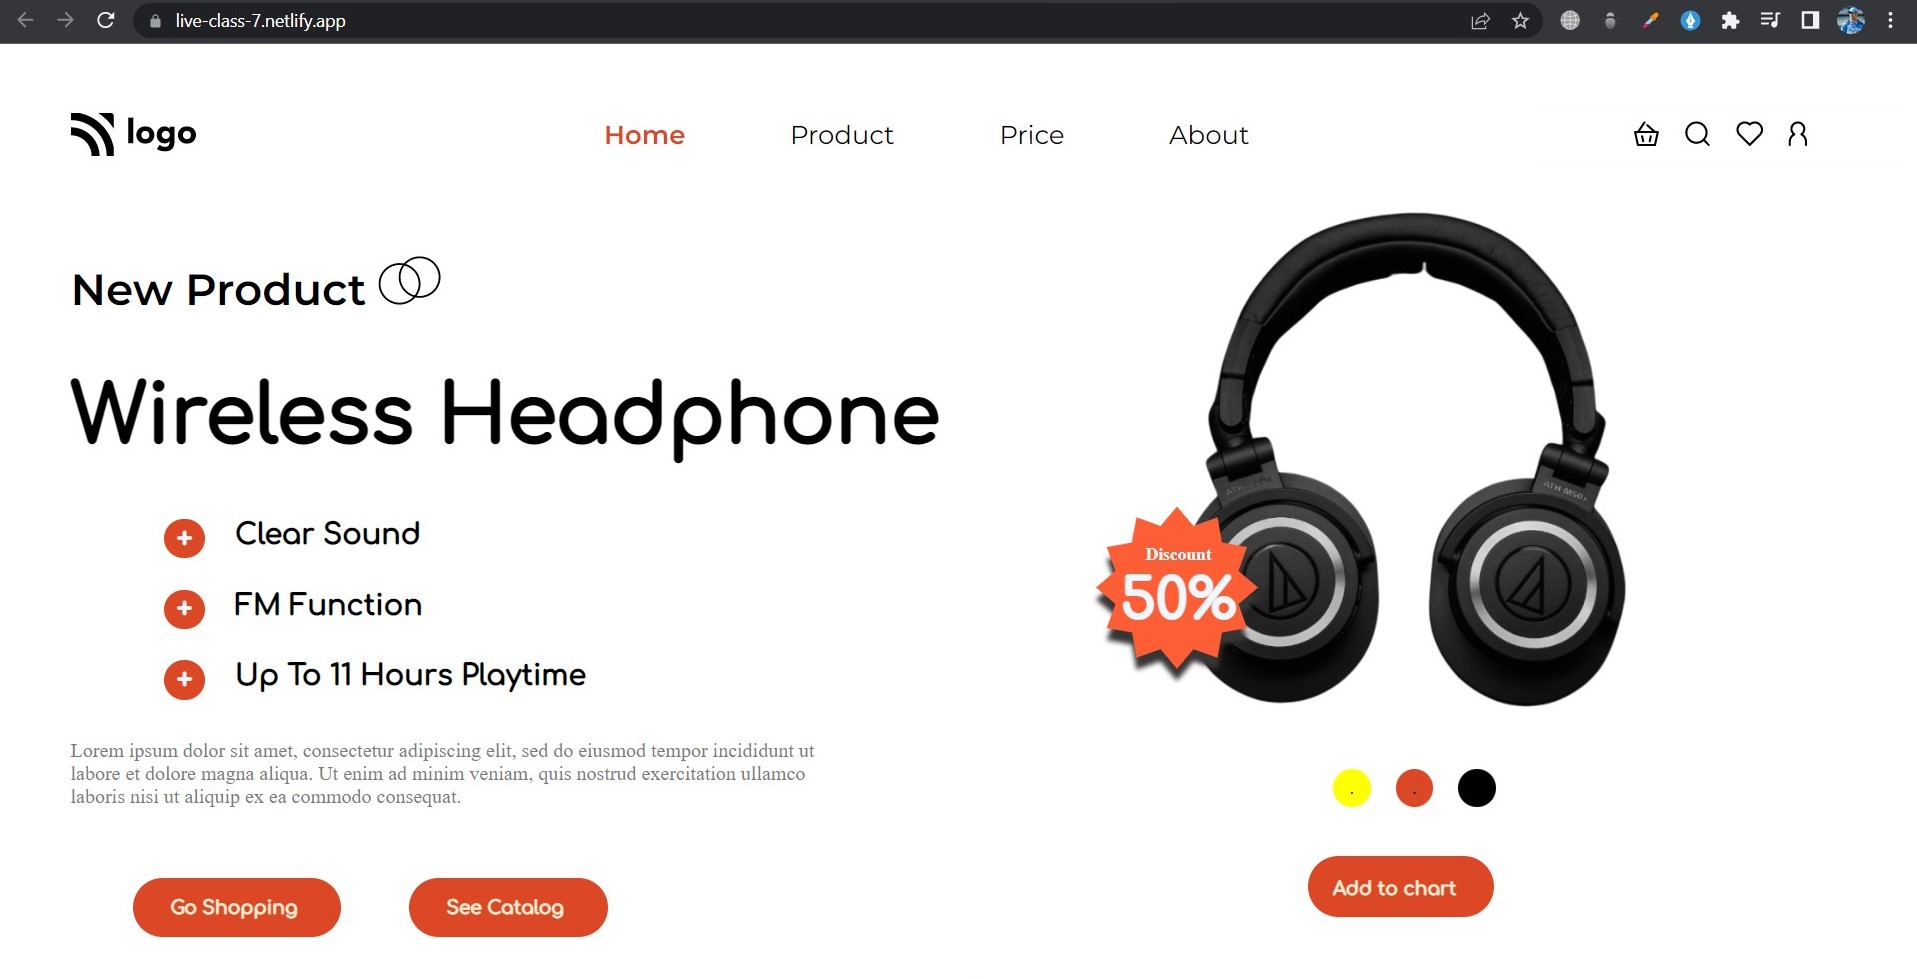 live-class-7.netlify.app
logo
Home Product Price About
New Product
Wireless Headphone
+ Clear Sound
+ FM Function
+ Up To 11 Hours Playtime
Lorem ipsum dolor sit amet, consectetur adipiscing elit, sed do eiusmod tempor incididunt ut
labore et dolore magna aliqua. Ut enim ad minim veniam, quis nostrud exercitation ullamco
laboris nisi ut aliquip ex ea commodo consequat.
Go Shopping See Catalog
ATH-M50x
Discount
50%
. .
Add to chart